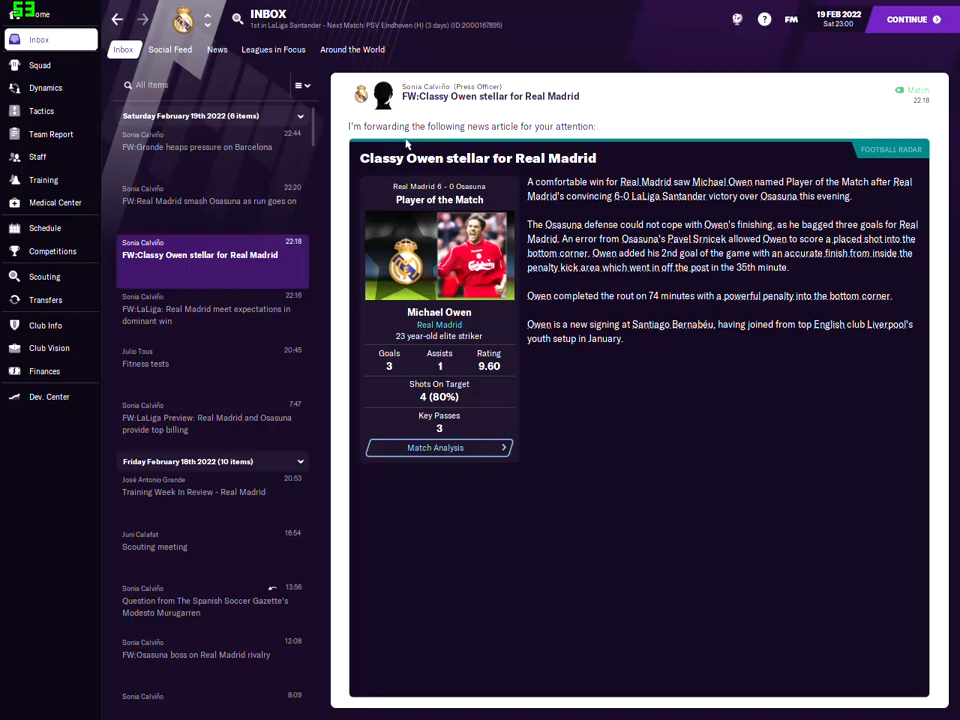 53
ome
INBOX
1st in LaLiga Santander - Next Match: PSV Eindhoven (H) (3 days) (ID:2000167895)
?
FM
19 FEB 2022
Sat 23:00
CONTINUE
Inbox
Squad
Dynamics
Tactics
Team Report
Staff
Training
Medical Center
Schedule
Competitions
Scouting
Transfers
Club Info
Club Vision
Finances
Dev. Center
Inbox
Social Feed
News
Leagues in Focus
Around the World
All Items
Saturday February 19th 2022 (6 items)
Sonia Calviño
22:44
FW:Grande heaps pressure on Barcelona
Sonia Calviño
22:20
FW:Real Madrid smash Osasuna as run goes on
Sonia Calviño
22:18
FW:Classy Owen stellar for Real Madrid
Sonia Calviño
22:16
FW:LaLiga: Real Madrid meet expectations in
dominant win
Julio Tous
20:45
Fitness tests
Sonia Calviño
7:47
FW:LaLiga Preview: Real Madrid and Osasuna
provide top billing
Friday February 18th 2022 (10 items)
José Antonio Grande
20:53
Training Week In Review - Real Madrid
Juni Calafat
16:54
Scouting meeting
Sonia Calviño
13:56
Question from The Spanish Soccer Gazette's
Modesto Murugarren
Sonia Calviño
12:08
FW:Osasuna boss on Real Madrid rivalry
Sonia Calviño
8:09
Sonia Calviño (Press Officer)
FW:Classy Owen stellar for Real Madrid
Match
22:18
I'm forwarding the following news article for your attention:
FOOTBALL RADAR
Classy Owen stellar for Real Madrid
Real Madrid 6 - 0 Osasuna
Player of the Match
Carlsberg
Michael Owen
Real Madrid
23 year-old elite striker
Goals
Assists
Rating
3
1
9.60
Shots On Target
4 (80%)
Key Passes
3
Match Analysis
A comfortable win for Real Madrid saw Michael Owen named Player of the Match after Real
Madrid's convincing 6-0 LaLiga Santander victory over Osasuna this evening.
The Osasuna defense could not cope with Owen's finishing, as he bagged three goals for Real
Madrid. An error from Osasuna's Pavel Srnicek allowed Owen to score a placed shot into the
bottom corner. Owen added his 2nd goal of the game with an accurate finish from inside the
penalty kick area which went in off the post in the 35th minute.
Owen completed the rout on 74 minutes with a powerful penalty into the bottom corner.
Owen is a new signing at Santiago Bernabéu, having joined from top English club Liverpool's
youth setup in January.